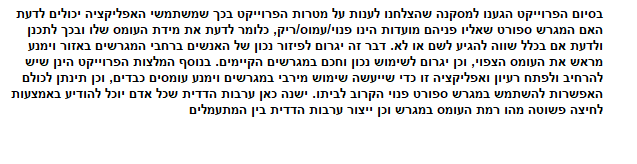 בסיום הפרוייקט הגענו למסקנה שהצלחנו לענות על מטרות הפרוייקט בכך שמשתמשי האפליקציה יכולים לדעת
האם המגרש ספורט שאליו פניהם מועדות הינו פנוי/עמוס/ריק, כלומר לדעת את מידת העומס שלו ובכך לתכנן
ולדעת אם בכלל שווה להגיע לשם או לא. דבר זה יגרום לפיזור נכון של האנשים ברחבי המגרשים באזור וימנע
מראש את העומס הצפוי, וכן יגרום לשימוש נכון וחכם במגרשים הקיימים. בנוסף המלצות הפרוייקט הינן שיש
להרחיב ולפתח רעיון ואפליקציה זו כדי שייעשה שימוש מירבי במגרשים וימנע עומסים כבדים, וכן תינתן לכולם
האפשרות להשתמש במגרש ספורט פנוי הקרוב לביתו. ישנה כאן ערבות הדדית שכל אדם יוכל להודיע באמצעות
לחיצה פשוטה מהו רמת העומס במגרש וכן ייצור ערבות הדדית בין המתעמלים